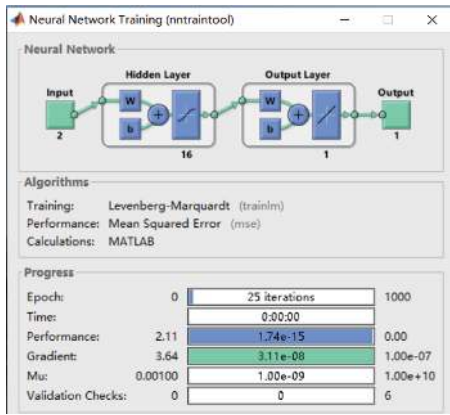 Neural Network Training (nntraintool)
Neural Network
Hidden Layer Output Layer
Input Output
W W
b b
2 16 1 1
Algorithms
Training: Levenberg-Marquardt (trainlm)
Performance: Mean Squared Error (mse)
Calculations: MATLAB
Progress
Epoch: 0 25 iterations 1000
Time: 0:00:00
Performance: 2.11 1.74e-15 0.00
Gradient: 3.64 3.11e-08 1.00e-07
Mu: 0.00100 1.00e-09 1.00e+10
Validation Checks: 0 0 6